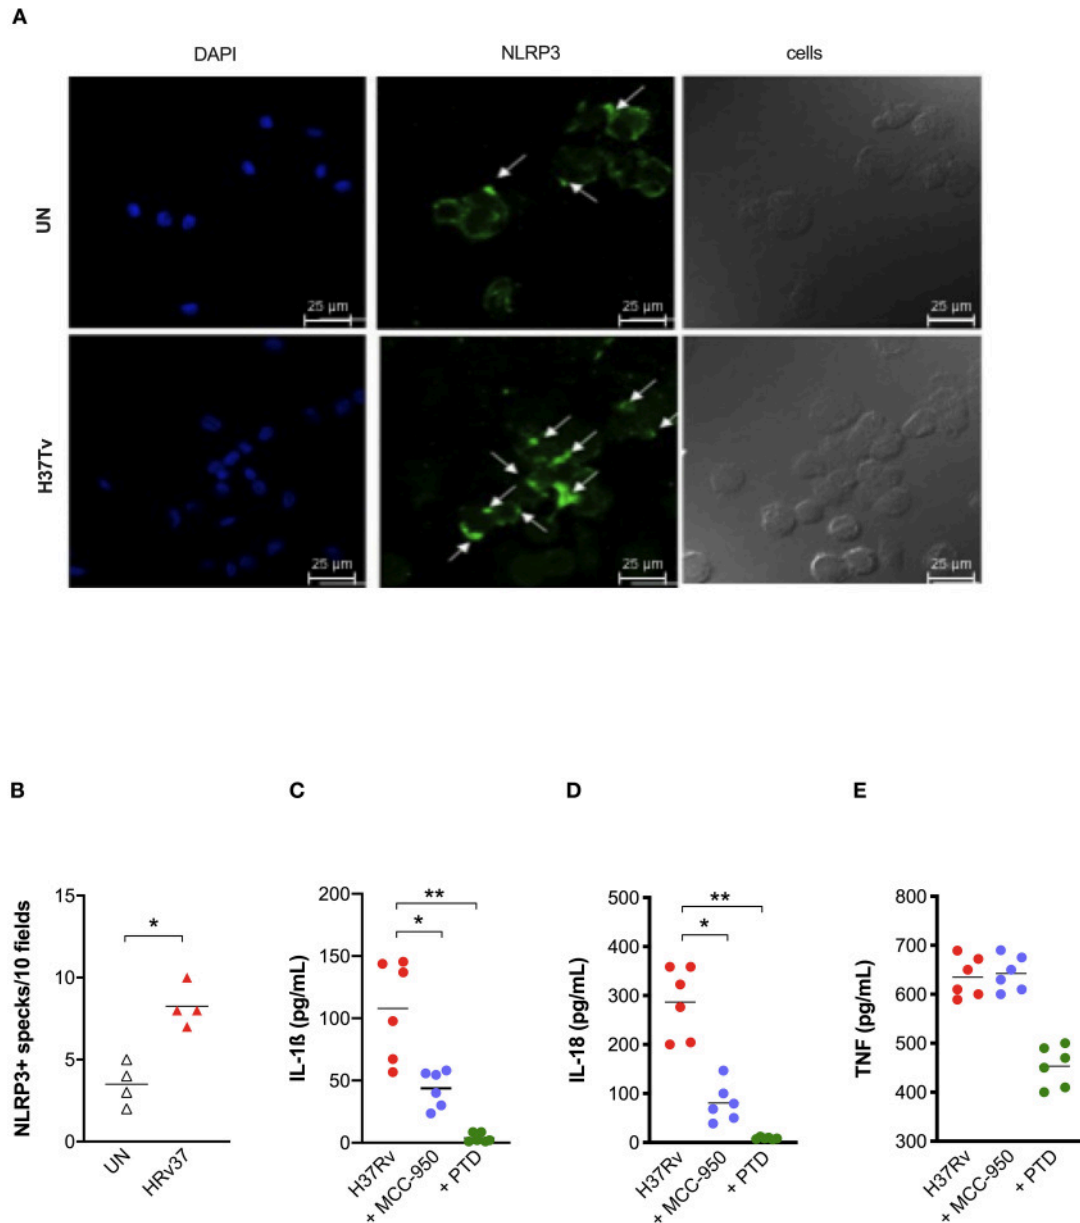 A
DAPI
NLRP3
cells
UN
25 µm
25 µm
25 µm
H37Tv
25 µm
25 µm
25 µm
B
C
D
E
NLRP3+ specks/10 fields
15
10
5
0
*
UN
HRv37
IL-1ß (pg/mL)
200
150
100
50
0
**
*
H37Rv
+ MCC-950
+ PTD
IL-18 (pg/mL)
500
400
300
200
100
0
**
*
H37Rv
+ MCC-950
+ PTD
TNF (pg/mL)
800
700
600
500
400
300
H37Rv
+ MCC-950
+ PTD